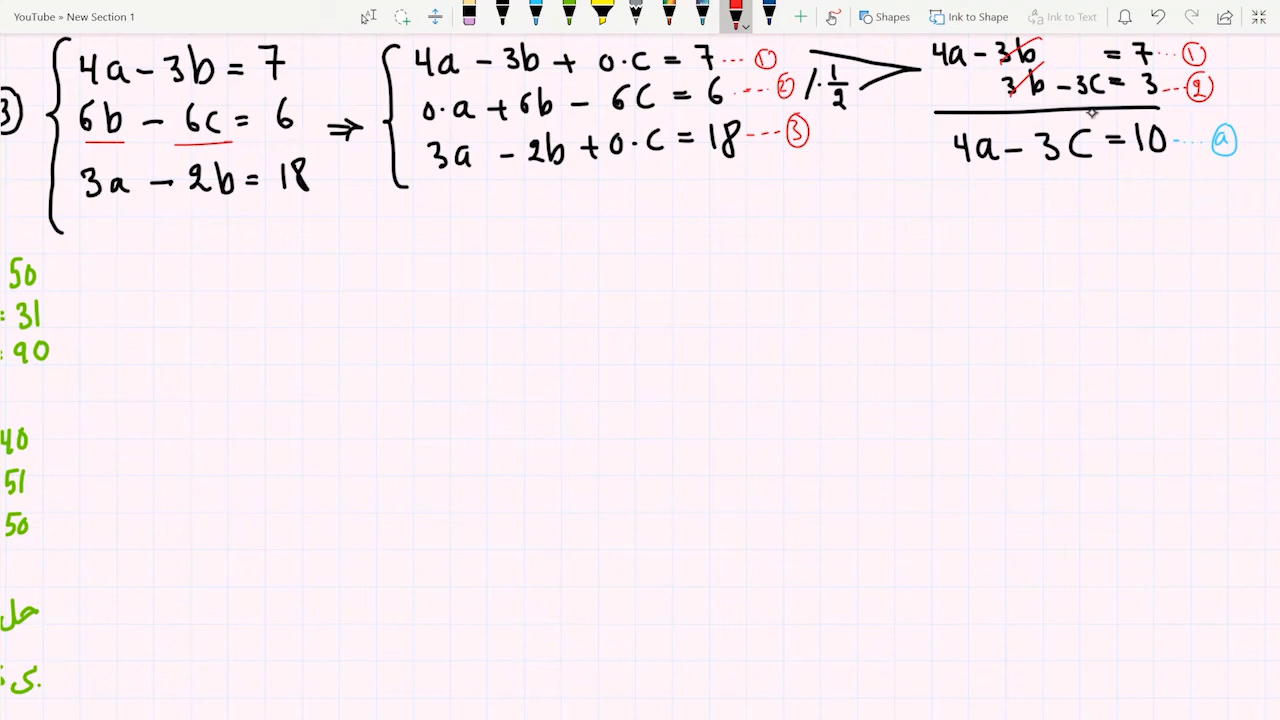 YouTube » New Section 1
Shapes
Ink to Shape
Ink to Text
3)
4a - 3b = 7
6b - 6c = 6
3a - 2b = 18
⇒
4a - 3b + 0·c = 7 --- ①
0·a + 6b - 6c = 6 --- ②
3a - 2b + 0·c = 18 --- ③
/· 1/2
4a - 3b = 7 --- ①
3b - 3c = 3 --- ②
4a - 3c = 10 --- ⓐ
50
= 31
= 90
40
51
50
حل